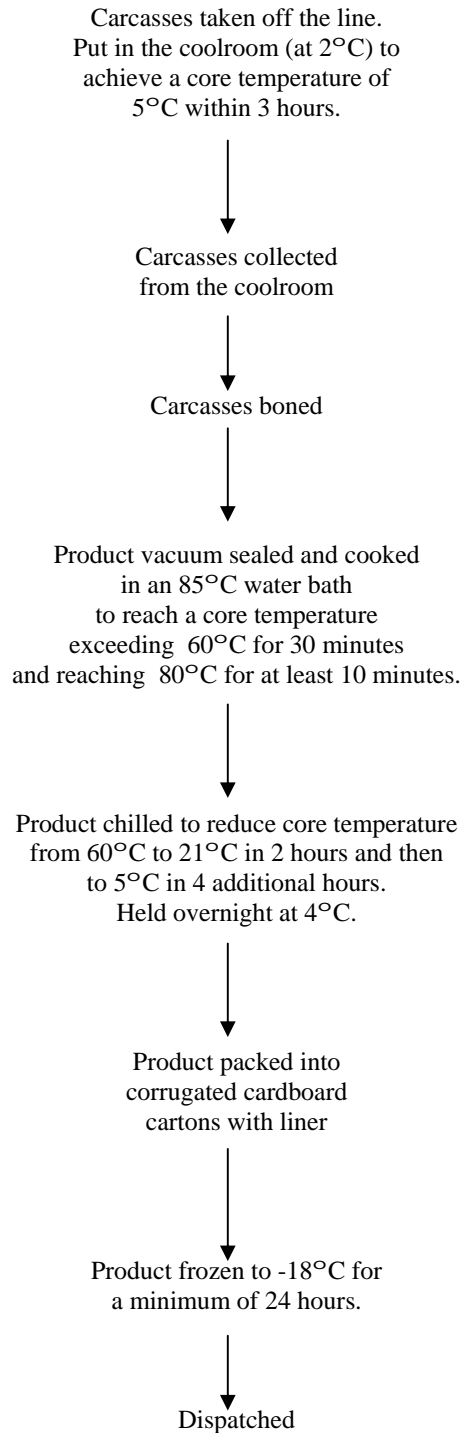 Carcasses taken off the line.
Put in the coolroom (at 2°C) to
achieve a core temperature of
5°C within 3 hours.
Carcasses collected
from the coolroom
Carcasses boned
Product vacuum sealed and cooked
in an 85°C water bath
to reach a core temperature
exceeding 60°C for 30 minutes
and reaching 80°C for at least 10 minutes.
Product chilled to reduce core temperature
from 60°C to 21°C in 2 hours and then
to 5°C in 4 additional hours.
Held overnight at 4°C.
Product packed into
corrugated cardboard
cartons with liner
Product frozen to -18°C for
a minimum of 24 hours.
Dispatched